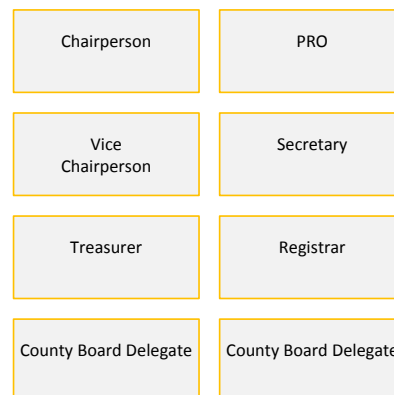 Chairperson
PRO
Vice
Chairperson
Secretary
Treasurer
Registrar
County Board Delegate
County Board Delegate